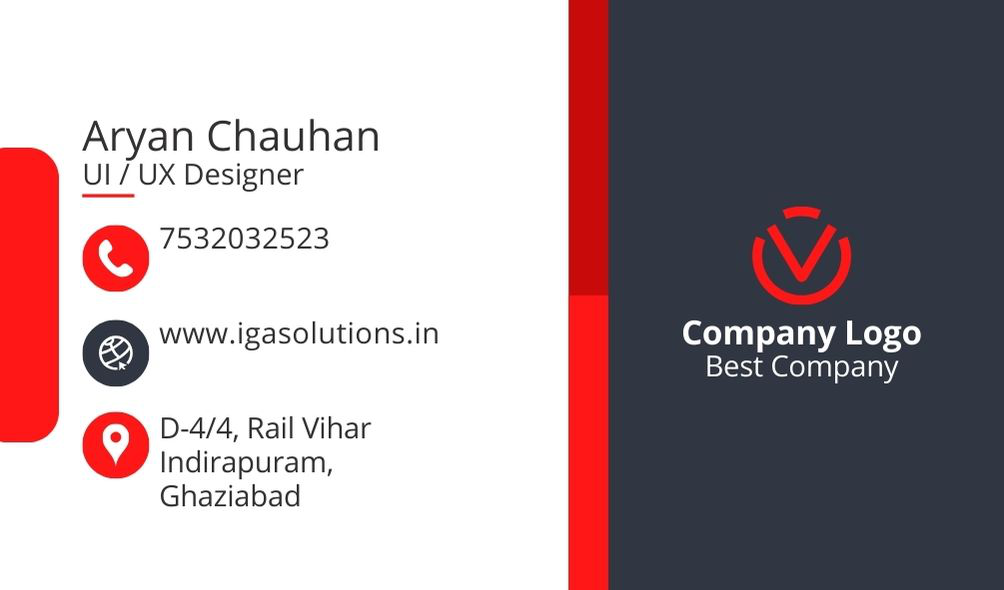 Aryan Chauhan
UI / UX Designer
7532032523
www.igasolutions.in
D-4/4, Rail Vihar
Indirapuram,
Ghaziabad
Company Logo
Best Company